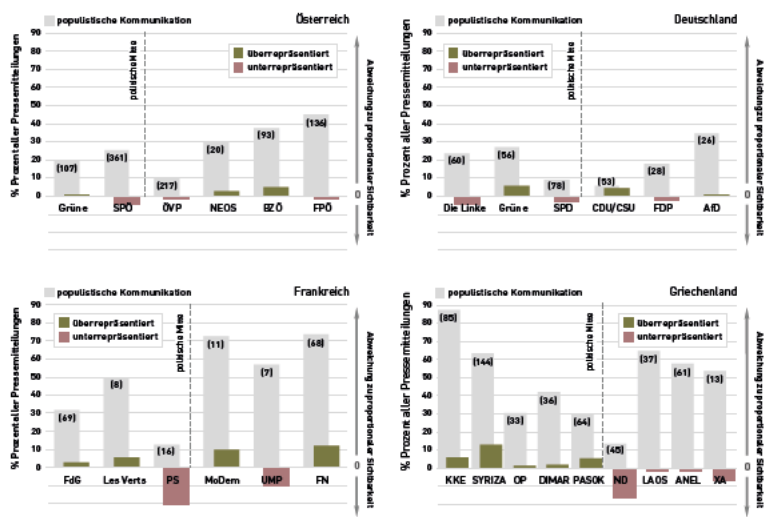 populistische Kommunikation
Österreich
90
80
70
60
50
40
30
20
10
0
% Prozent aller Pressemitteilungen
überrepräsentiert
unterrepräsentiert
politische Mitte
(107)
(361)
(217)
(20)
(93)
(136)
Grüne
SPÖ
ÖVP
NEOS
BZÖ
FPÖ
0
Abweichung zu proportionaler Sichtbarkeit
populistische Kommunikation
Deutschland
90
80
70
60
50
40
30
20
10
0
% Prozent aller Pressemitteilungen
überrepräsentiert
unterrepräsentiert
politische Mitte
(60)
(56)
(78)
(53)
(28)
(26)
Die Linke
Grüne
SPD
CDU/CSU
FDP
AfD
0
Abweichung zu proportionaler Sichtbarkeit
populistische Kommunikation
Frankreich
90
80
70
60
50
40
30
20
10
0
% Prozent aller Pressemitteilungen
überrepräsentiert
unterrepräsentiert
politische Mitte
(69)
(8)
(16)
(11)
(7)
(68)
FdG
Les Verts
PS
MoDem
UMP
FN
0
Abweichung zu proportionaler Sichtbarkeit
populistische Kommunikation
Griechenland
90
80
70
60
50
40
30
20
10
0
% Prozent aller Pressemitteilungen
überrepräsentiert
unterrepräsentiert
politische Mitte
(85)
(144)
(33)
(36)
(64)
(45)
(37)
(61)
(13)
KKE
SYRIZA
OP
DIMAR
PASOK
ND
LAOS
ANEL
XA
0
Abweichung zu proportionaler Sichtbarkeit